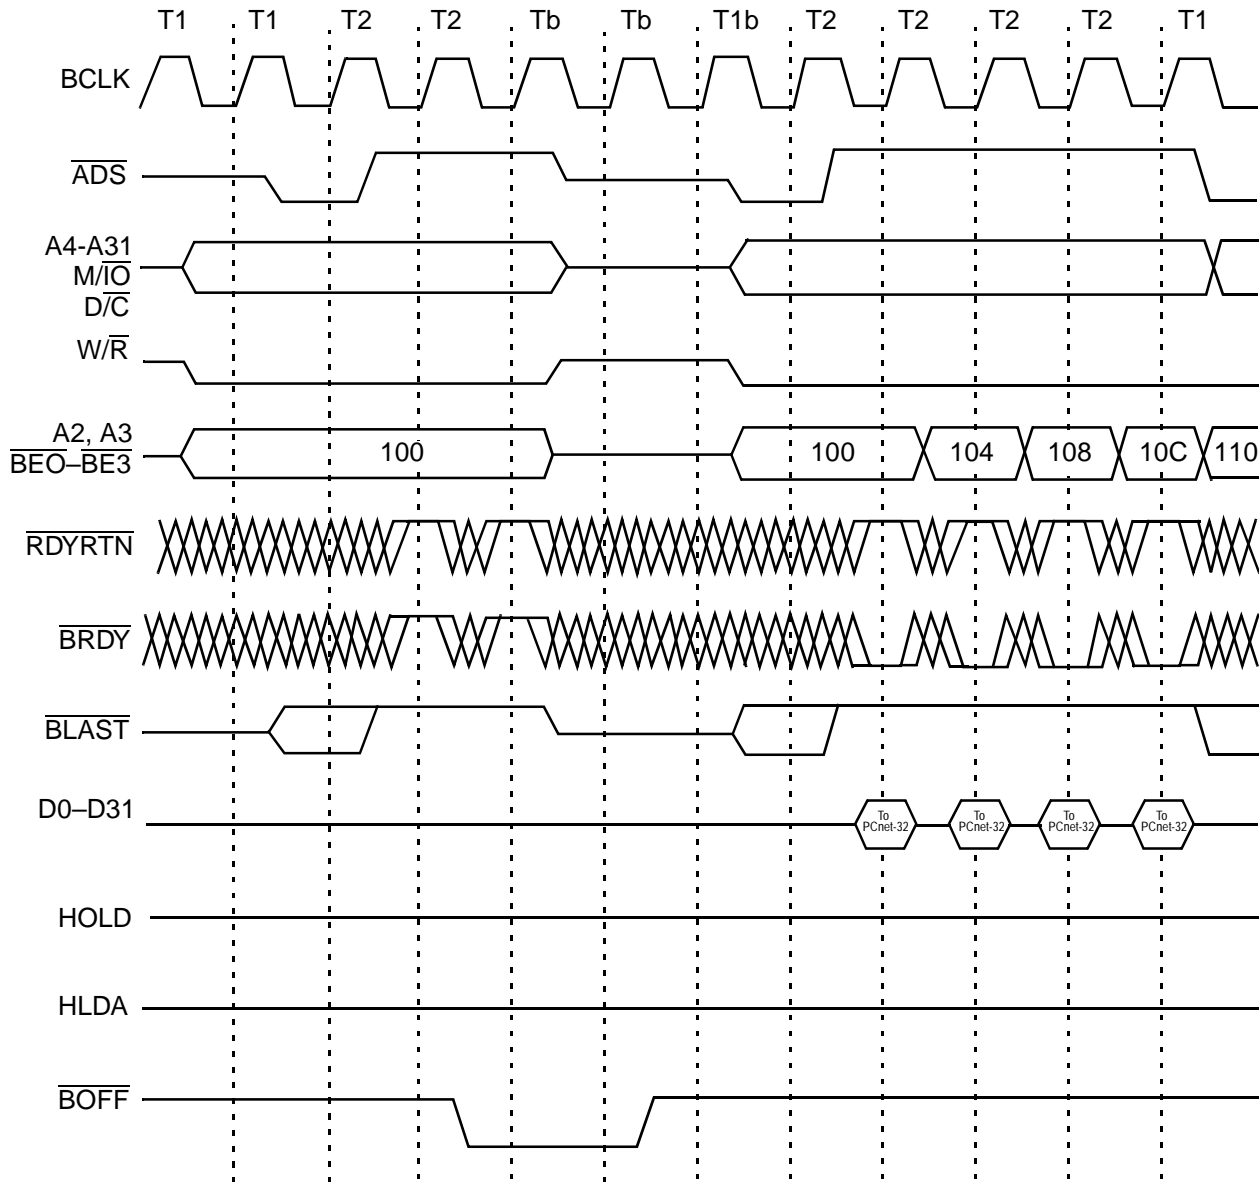 T1 T1 T2 T2 Tb Tb T1b T2 T2 T2 T2 T1
BCLK
ADS
A4-A31
M/IO
D/C
W/R
A2, A3
BEO–BE3
100 100 104 108 10C 110
RDYRTN
BRDY
BLAST
D0–D31
To PCnet-32
To PCnet-32
To PCnet-32
To PCnet-32
HOLD
HLDA
BOFF